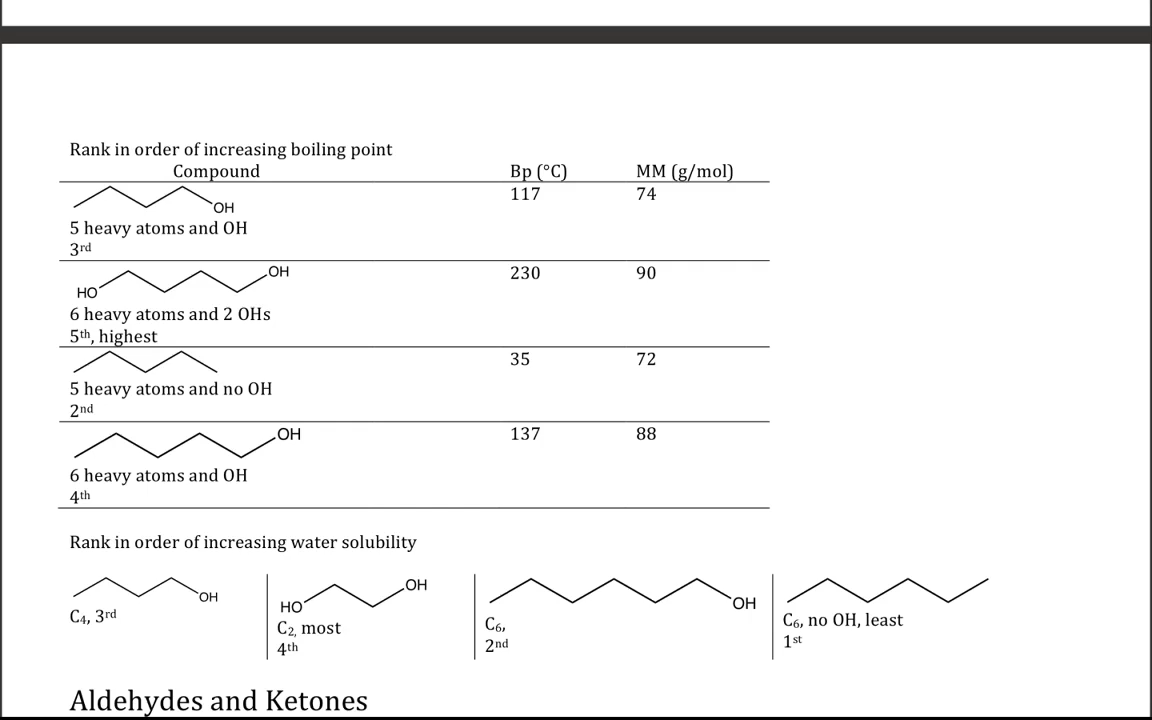 Rank in order of increasing boiling point
Compound Bp (°C) MM (g/mol)
OH 117 74
5 heavy atoms and OH
3rd
HO OH 230 90
6 heavy atoms and 2 OHs
5th, highest
35 72
5 heavy atoms and no OH
2nd
OH 137 88
6 heavy atoms and OH
4th
Rank in order of increasing water solubility
OH
C4, 3rd
HO OH
C2, most
4th
OH
C6,
2nd
C6, no OH, least
1st
Aldehydes and Ketones